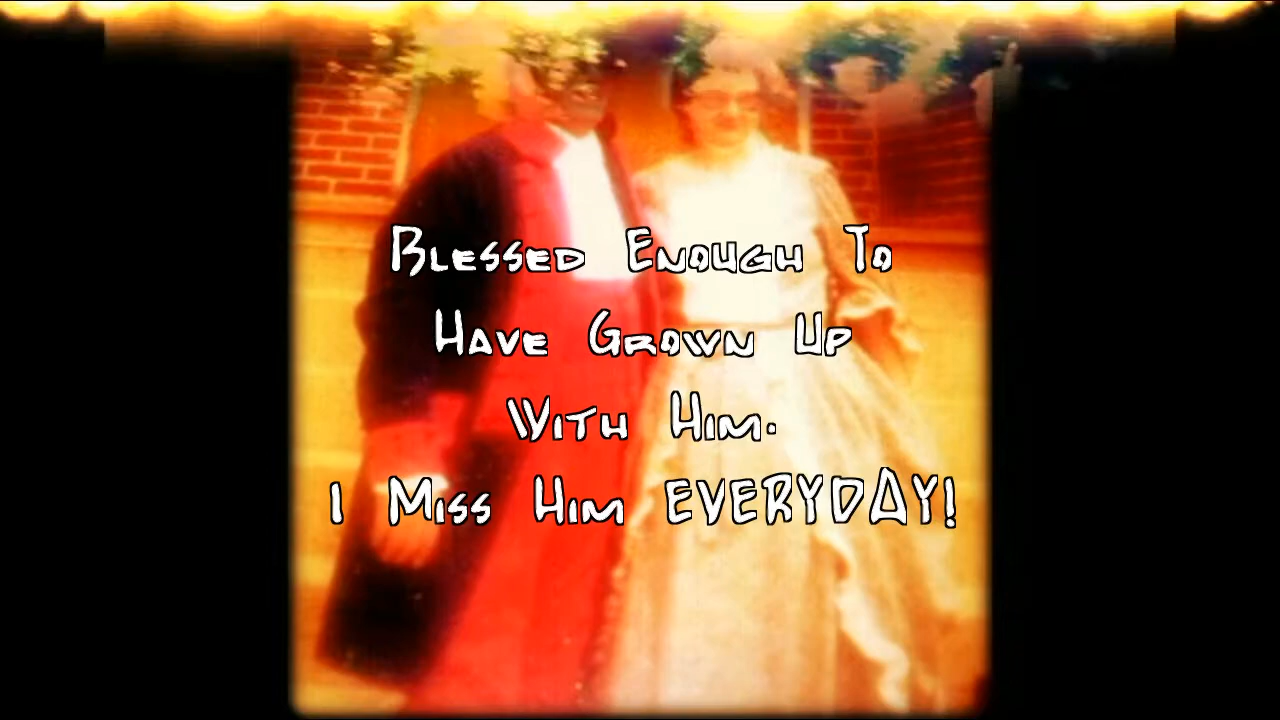 Blessed Enough To
Have Grown Up
With Him.
I Miss Him EVERYDAY!